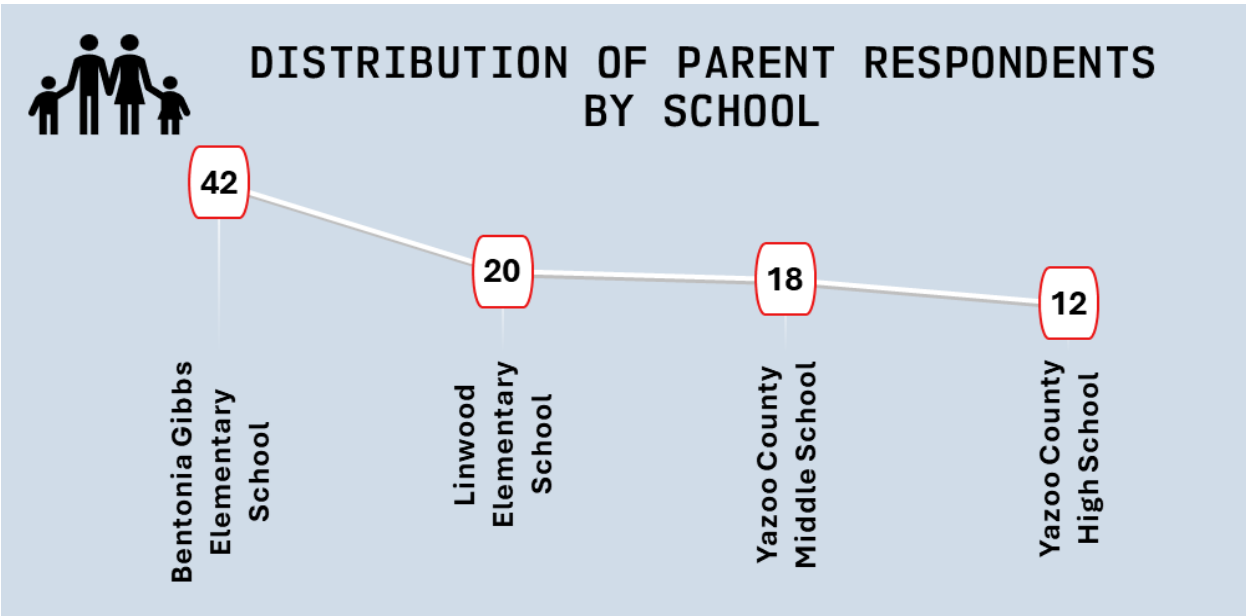 DISTRIBUTION OF PARENT RESPONDENTS
BY SCHOOL
42
20
18
12
Bentonia Gibbs
Elementary
School
Linwood
Elementary
School
Yazoo County
Middle School
Yazoo County
High School